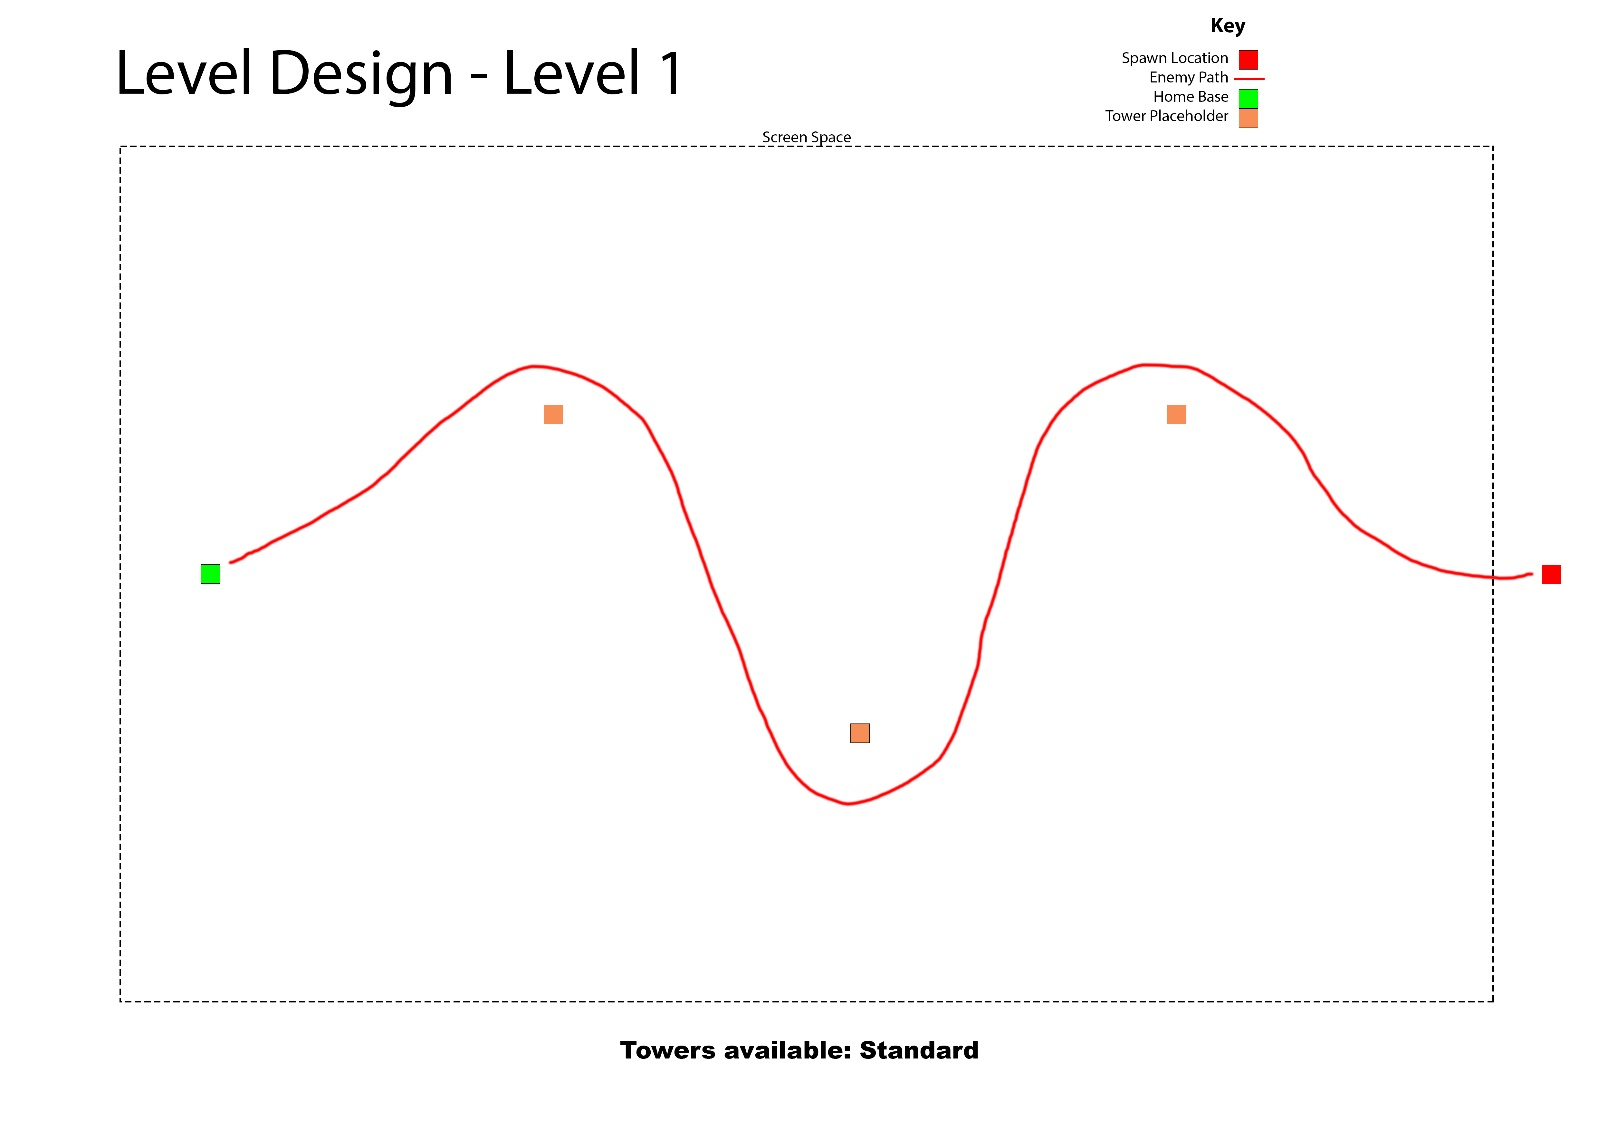 Level Design - Level 1
Key
Spawn Location
Enemy Path
Home Base
Tower Placeholder
Screen Space
Towers available: Standard